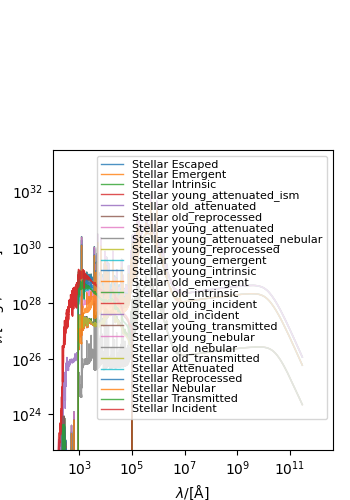 10^32
10^30
10^28
10^26
10^24
Stellar Escaped
Stellar Emergent
Stellar Intrinsic
Stellar young_attenuated_ism
Stellar old_attenuated
Stellar old_reprocessed
Stellar young_attenuated
Stellar young_attenuated_nebular
Stellar young_reprocessed
Stellar young_emergent
Stellar young_intrinsic
Stellar old_emergent
Stellar old_intrinsic
Stellar young_incident
Stellar old_incident
Stellar young_transmitted
Stellar young_nebular
Stellar old_nebular
Stellar old_transmitted
Stellar Attenuated
Stellar Reprocessed
Stellar Nebular
Stellar Transmitted
Stellar Incident
10^3 10^5 10^7 10^9 10^11
λ/[Å]